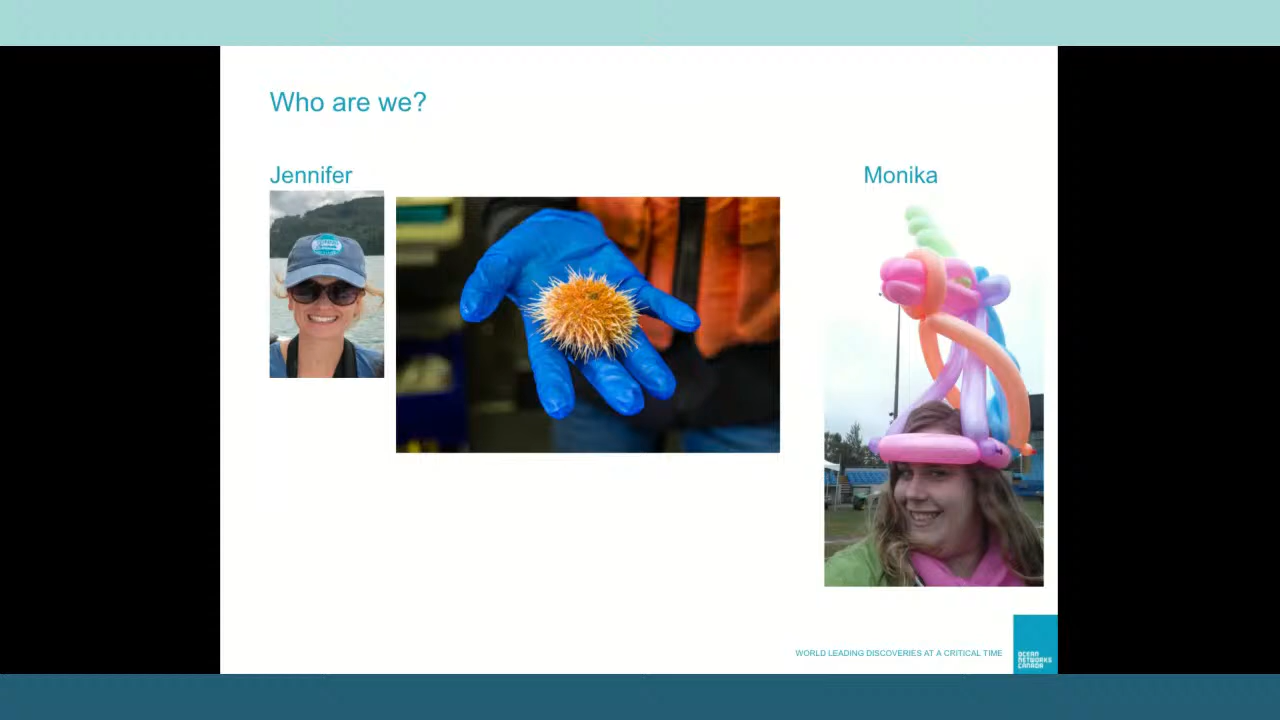 Who are we?
Jennifer
Monika
WORLD LEADING DISCOVERIES AT A CRITICAL TIME
OCEAN
NETWORKS
CANADA